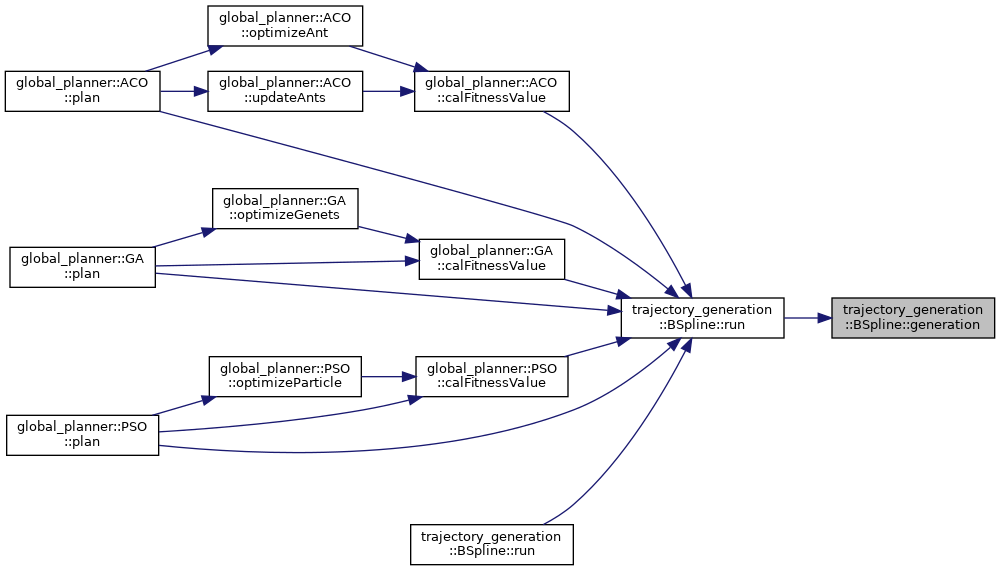 global_planner::ACO
::optimizeAnt
global_planner::ACO
::plan
global_planner::ACO
::updateAnts
global_planner::ACO
::calFitnessValue
global_planner::GA
::optimizeGenets
global_planner::GA
::plan
global_planner::GA
::calFitnessValue
trajectory_generation
::BSpline::run
trajectory_generation
::BSpline::generation
global_planner::PSO
::optimizeParticle
global_planner::PSO
::calFitnessValue
global_planner::PSO
::plan
trajectory_generation
::BSpline::run